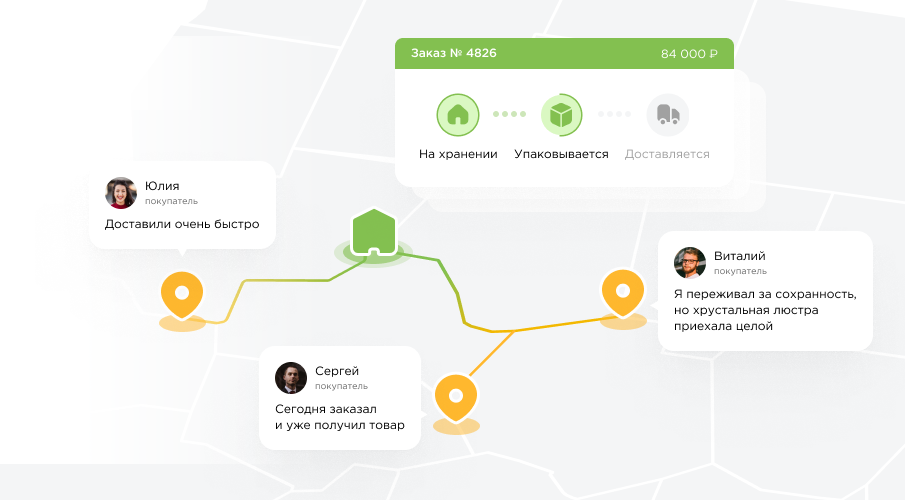 Заказ № 4826
84 000 ₽
На хранении
Упаковывается
Доставляется
Юлия
покупатель
Доставили очень быстро
Виталий
покупатель
Я переживал за сохранность,
но хрустальная люстра
приехала целой
Сергей
покупатель
Сегодня заказал
и уже получил товар